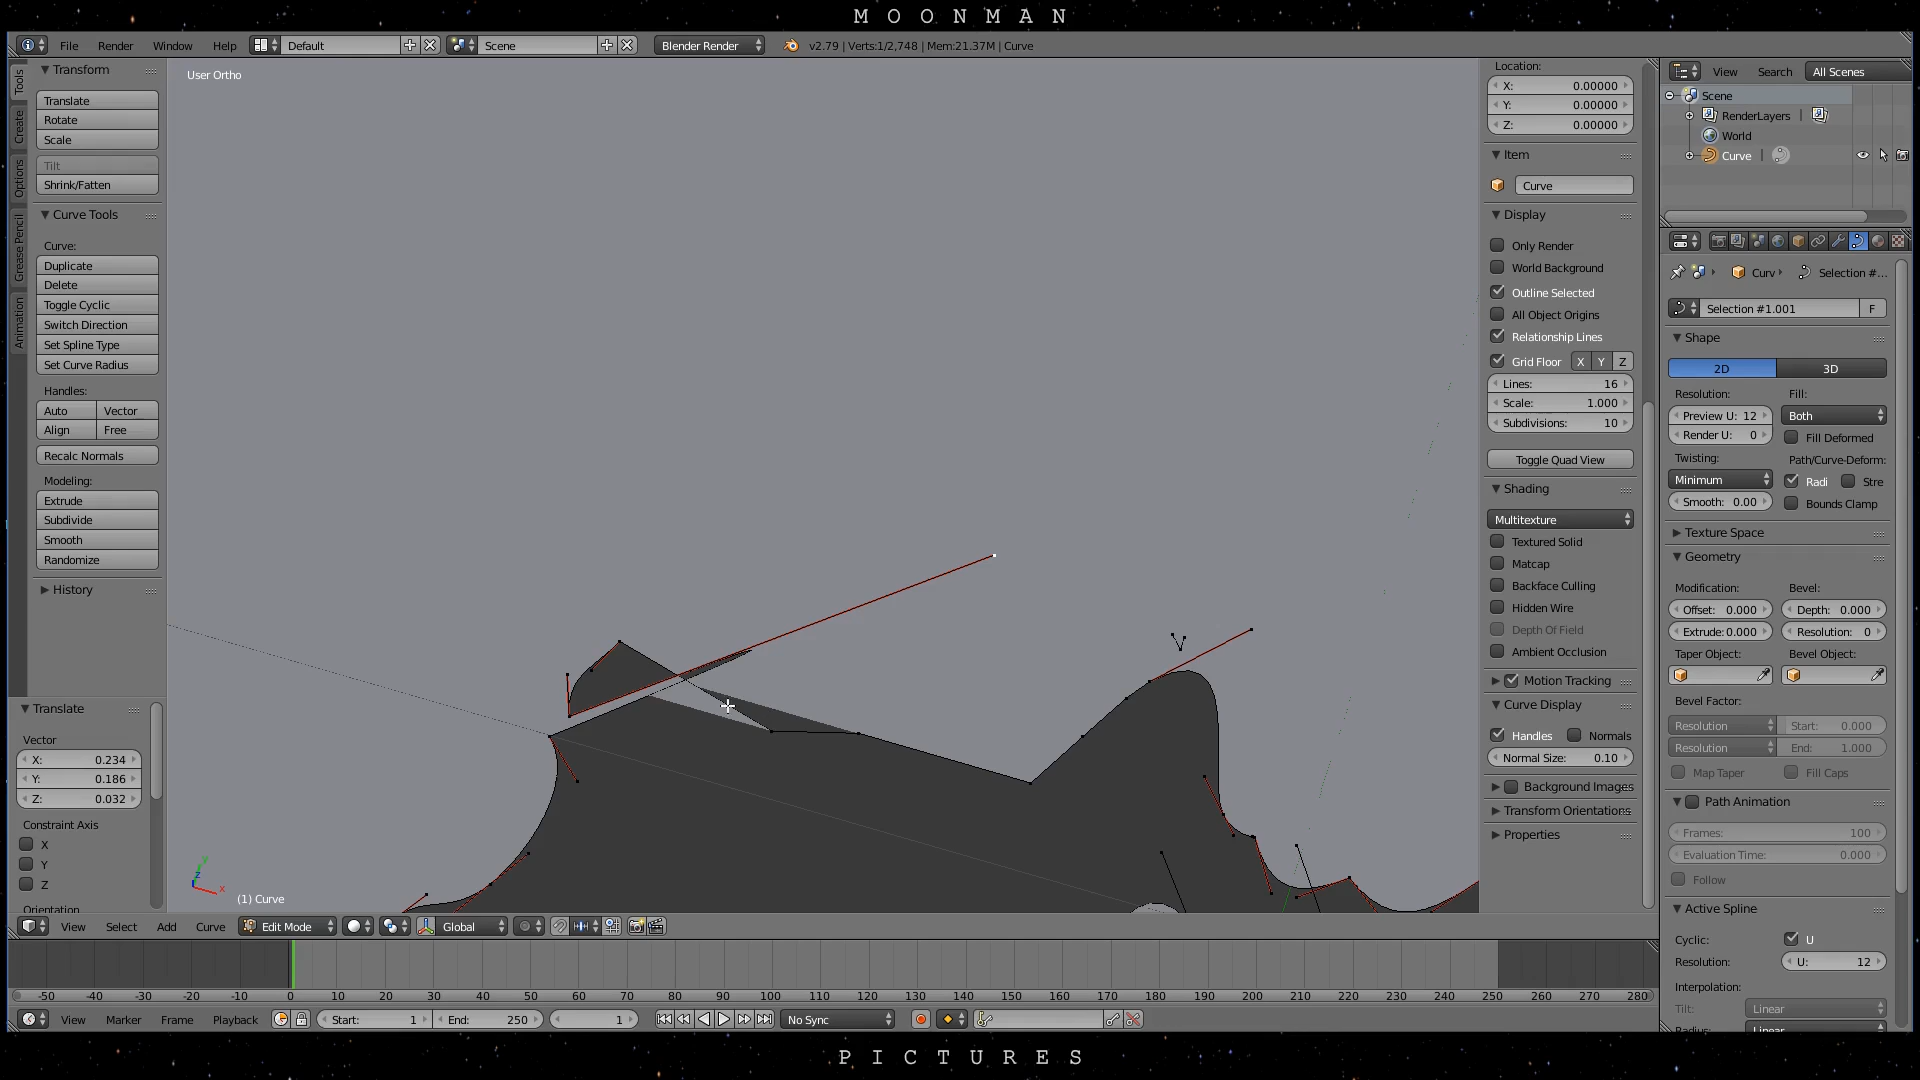 MOONMAN
File Render Window Help Default Scene Blender Render v2.79 | Verts:1/2,748 | Mem:21.37M | Curve
Tools
Create
Options
Grease Pencil
Animation
Transform
Translate
Rotate
Scale
Tilt
Shrink/Fatten
Curve Tools
Curve:
Duplicate
Delete
Toggle Cyclic
Switch Direction
Set Spline Type
Set Curve Radius
Handles:
Auto Vector
Align Free
Recalc Normals
Modeling:
Extrude
Subdivide
Smooth
Randomize
History
Translate
Vector
X: 0.234
Y: 0.186
Z: 0.032
Constraint Axis
X
Y
Z
Orientation
User Ortho
y
z
x
(1) Curve
Location:
X: 0.00000
Y: 0.00000
Z: 0.00000
Item
Curve
Display
Only Render
World Background
Outline Selected
All Object Origins
Relationship Lines
Grid Floor X Y Z
Lines: 16
Scale: 1.000
Subdivisions: 10
Toggle Quad View
Shading
Multitexture
Textured Solid
Matcap
Backface Culling
Hidden Wire
Depth Of Field
Ambient Occlusion
Motion Tracking
Curve Display
Handles Normals
Normal Size: 0.10
Background Images
Transform Orientations
Properties
View Search All Scenes
Scene
RenderLayers |
World
Curve |
Curv Selection #...
Selection #1.001 F
Shape
2D 3D
Resolution: Fill:
Preview U: 12 Both
Render U: 0 Fill Deformed
Twisting: Path/Curve-Deform:
Minimum Radi Stre
Smooth: 0.00 Bounds Clamp
Texture Space
Geometry
Modification: Bevel:
Offset: 0.000 Depth: 0.000
Extrude: 0.000 Resolution: 0
Taper Object: Bevel Object:
Bevel Factor:
Resolution Start: 0.000
Resolution End: 1.000
Map Taper Fill Caps
Path Animation
Frames: 100
Evaluation Time: 0.000
Follow
Active Spline
Cyclic: U
Resolution: U: 12
Interpolation:
Tilt: Linear
Radius: Linear
View Select Add Curve Edit Mode Global
-50 -40 -30 -20 -10 0 10 20 30 40 50 60 70 80 90 100 110 120 130 140 150 160 170 180 190 200 210 220 230 240 250 260 270 280
View Marker Frame Playback Start: 1 End: 250 1 No Sync
PICTURES